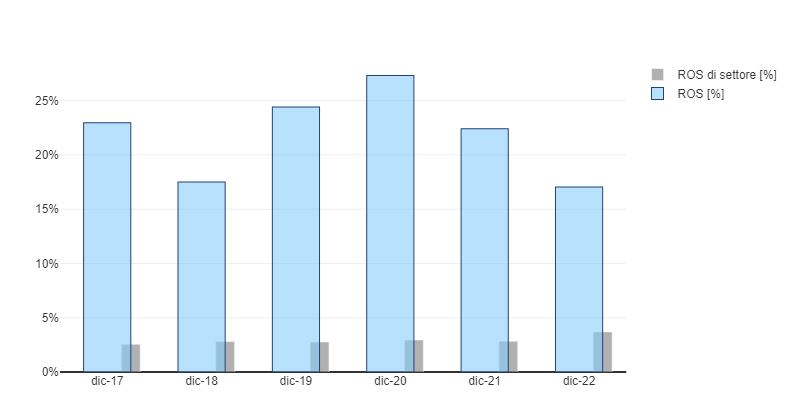 ROS di settore [%]
ROS [%]
25%
20%
15%
10%
5%
0%
dic-17 dic-18 dic-19 dic-20 dic-21 dic-22